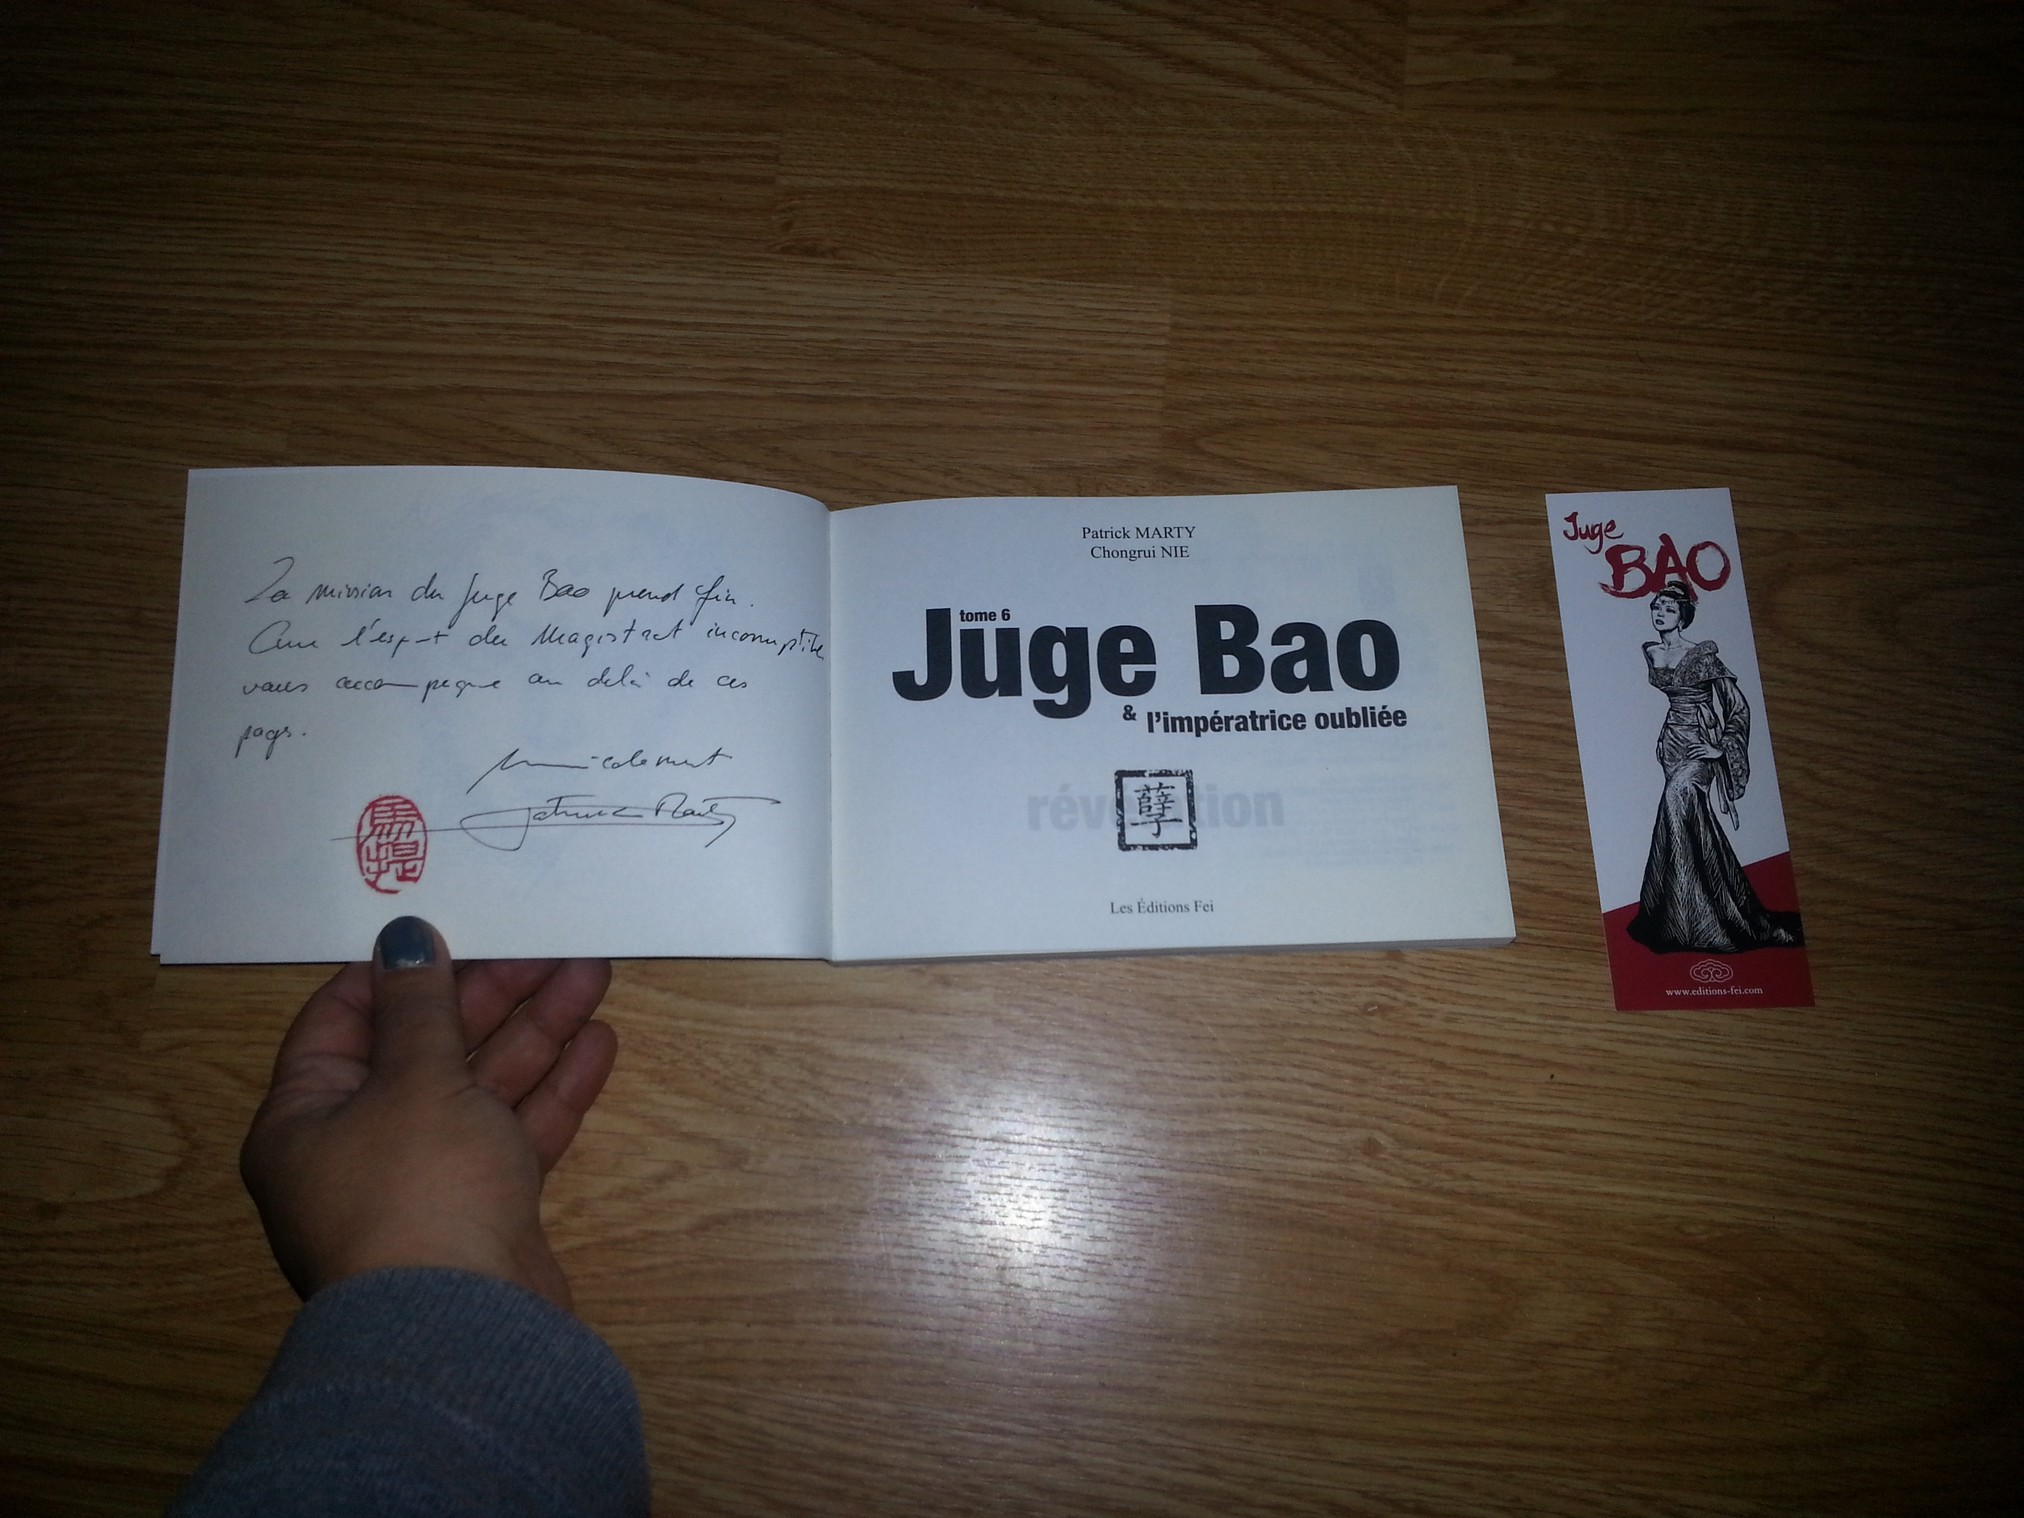 La mission du Juge Bao prend fin.
Que l'esprit du Magistrat incorruptible
vous accompagne au delà de ces
pages.
Amicalement
Patrick Marty
Patrick MARTY
Chongrui NIE
tome 6
Juge Bao
& l'impératrice oubliée
révélation
孽
Les Éditions Fei
Juge
BAO
www.editions-fei.com